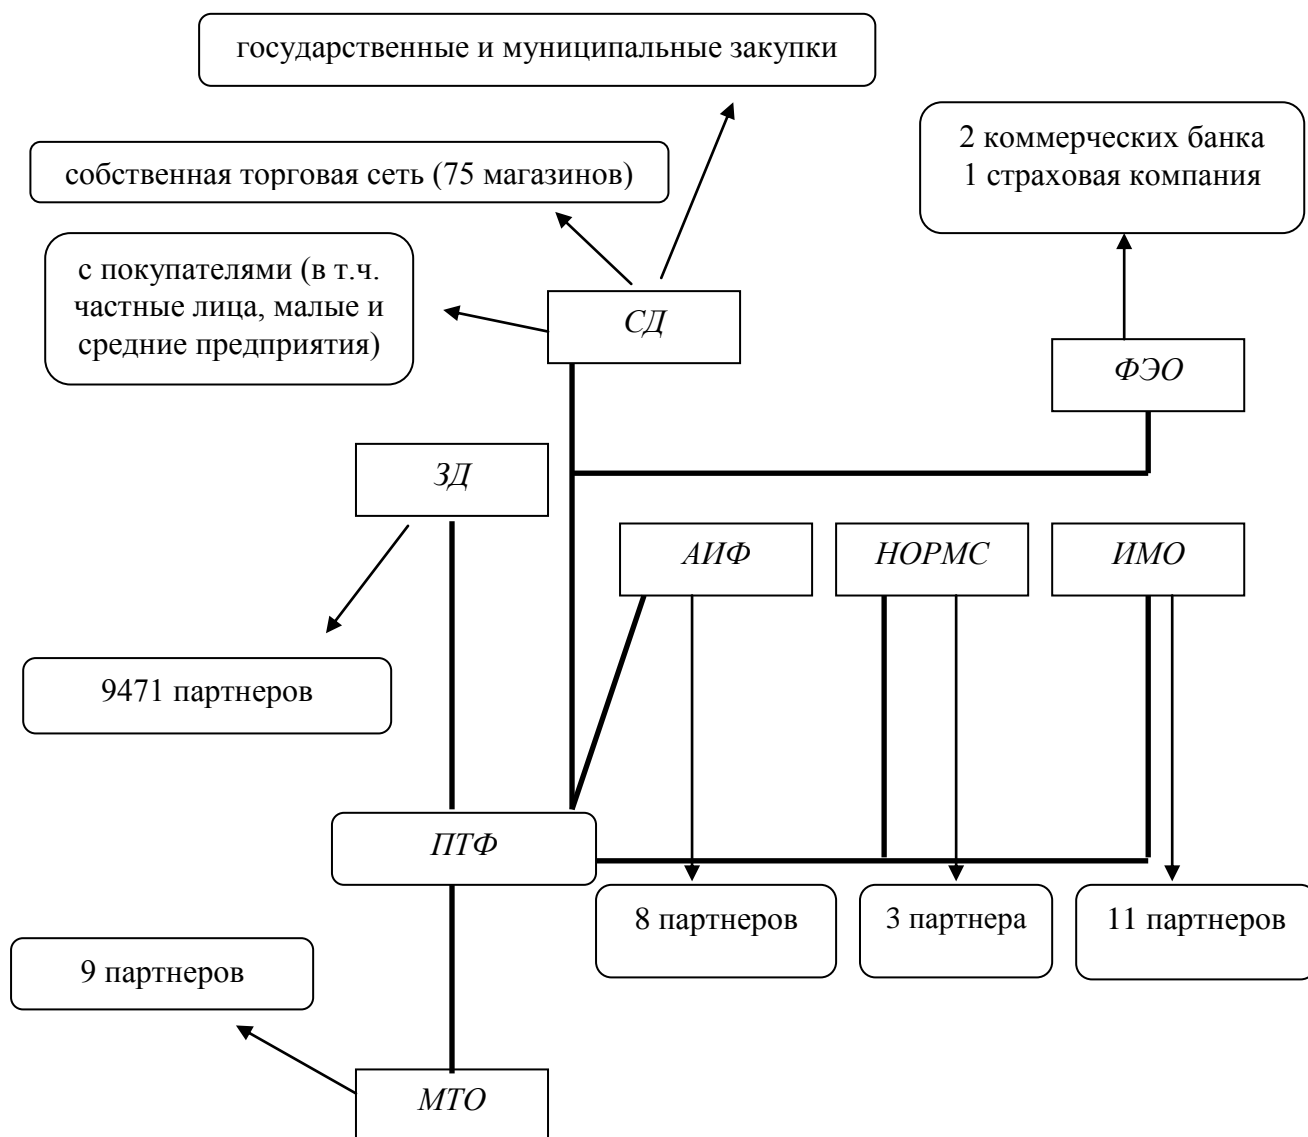 государственные и муниципальные закупки
2 коммерческих банка
1 страховая компания
собственная торговая сеть (75 магазинов)
с покупателями (в т.ч.
частные лица, малые и
средние предприятия)
СД
ФЭО
ЗД
АИФ
НОРМС
ИМО
9471 партнеров
ПТФ
8 партнеров
3 партнера
11 партнеров
9 партнеров
МТО